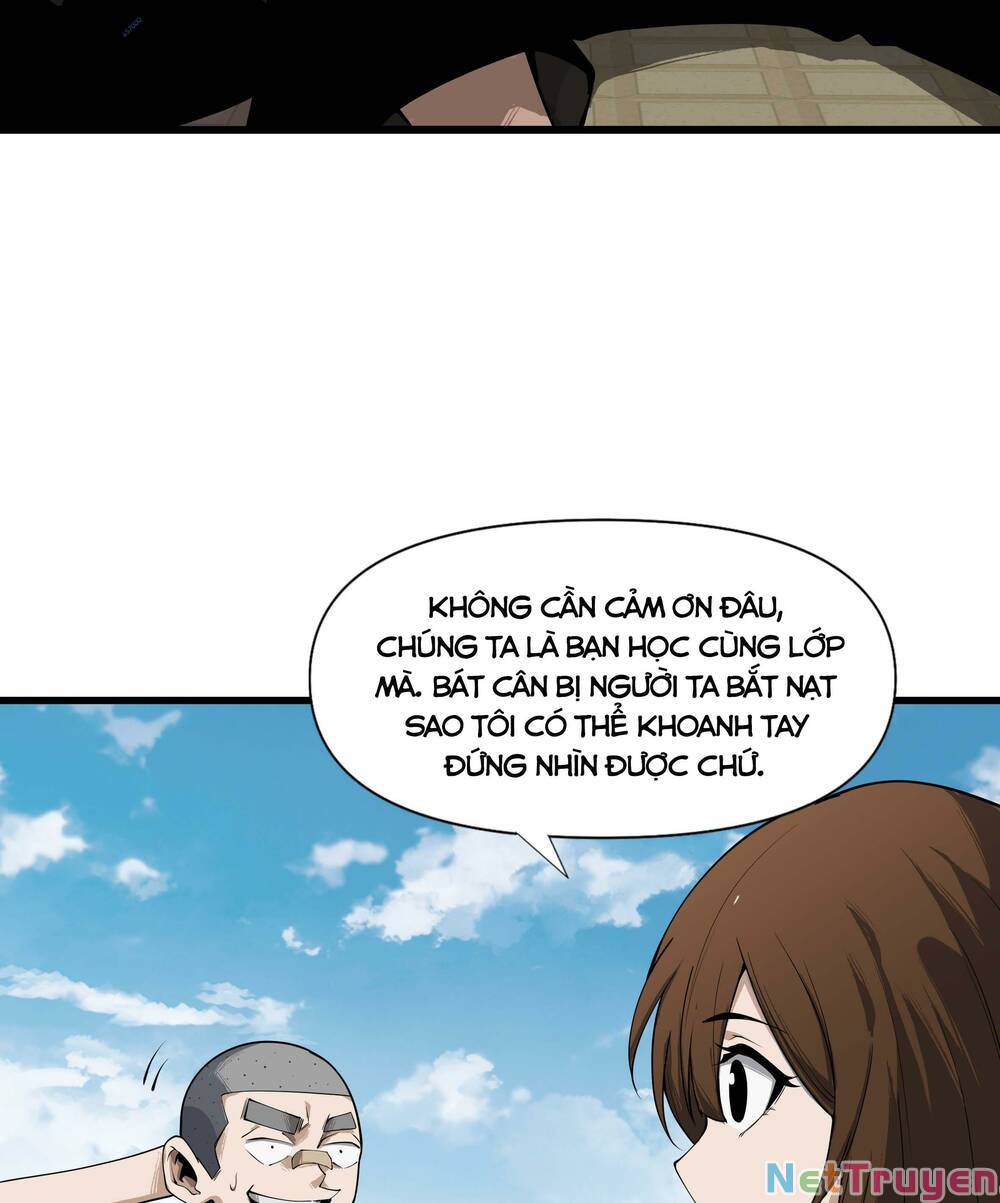 457000
KHÔNG CẦN CẢM ƠN ĐÂU,
CHÚNG TA LÀ BẠN HỌC CÙNG LỚP
MÀ. BÁT CÂN BỊ NGƯỜI TA BẮT NẠT
SAO TÔI CÓ THỂ KHOANH TAY
ĐỨNG NHÌN ĐƯỢC CHỨ.
NetTruyen